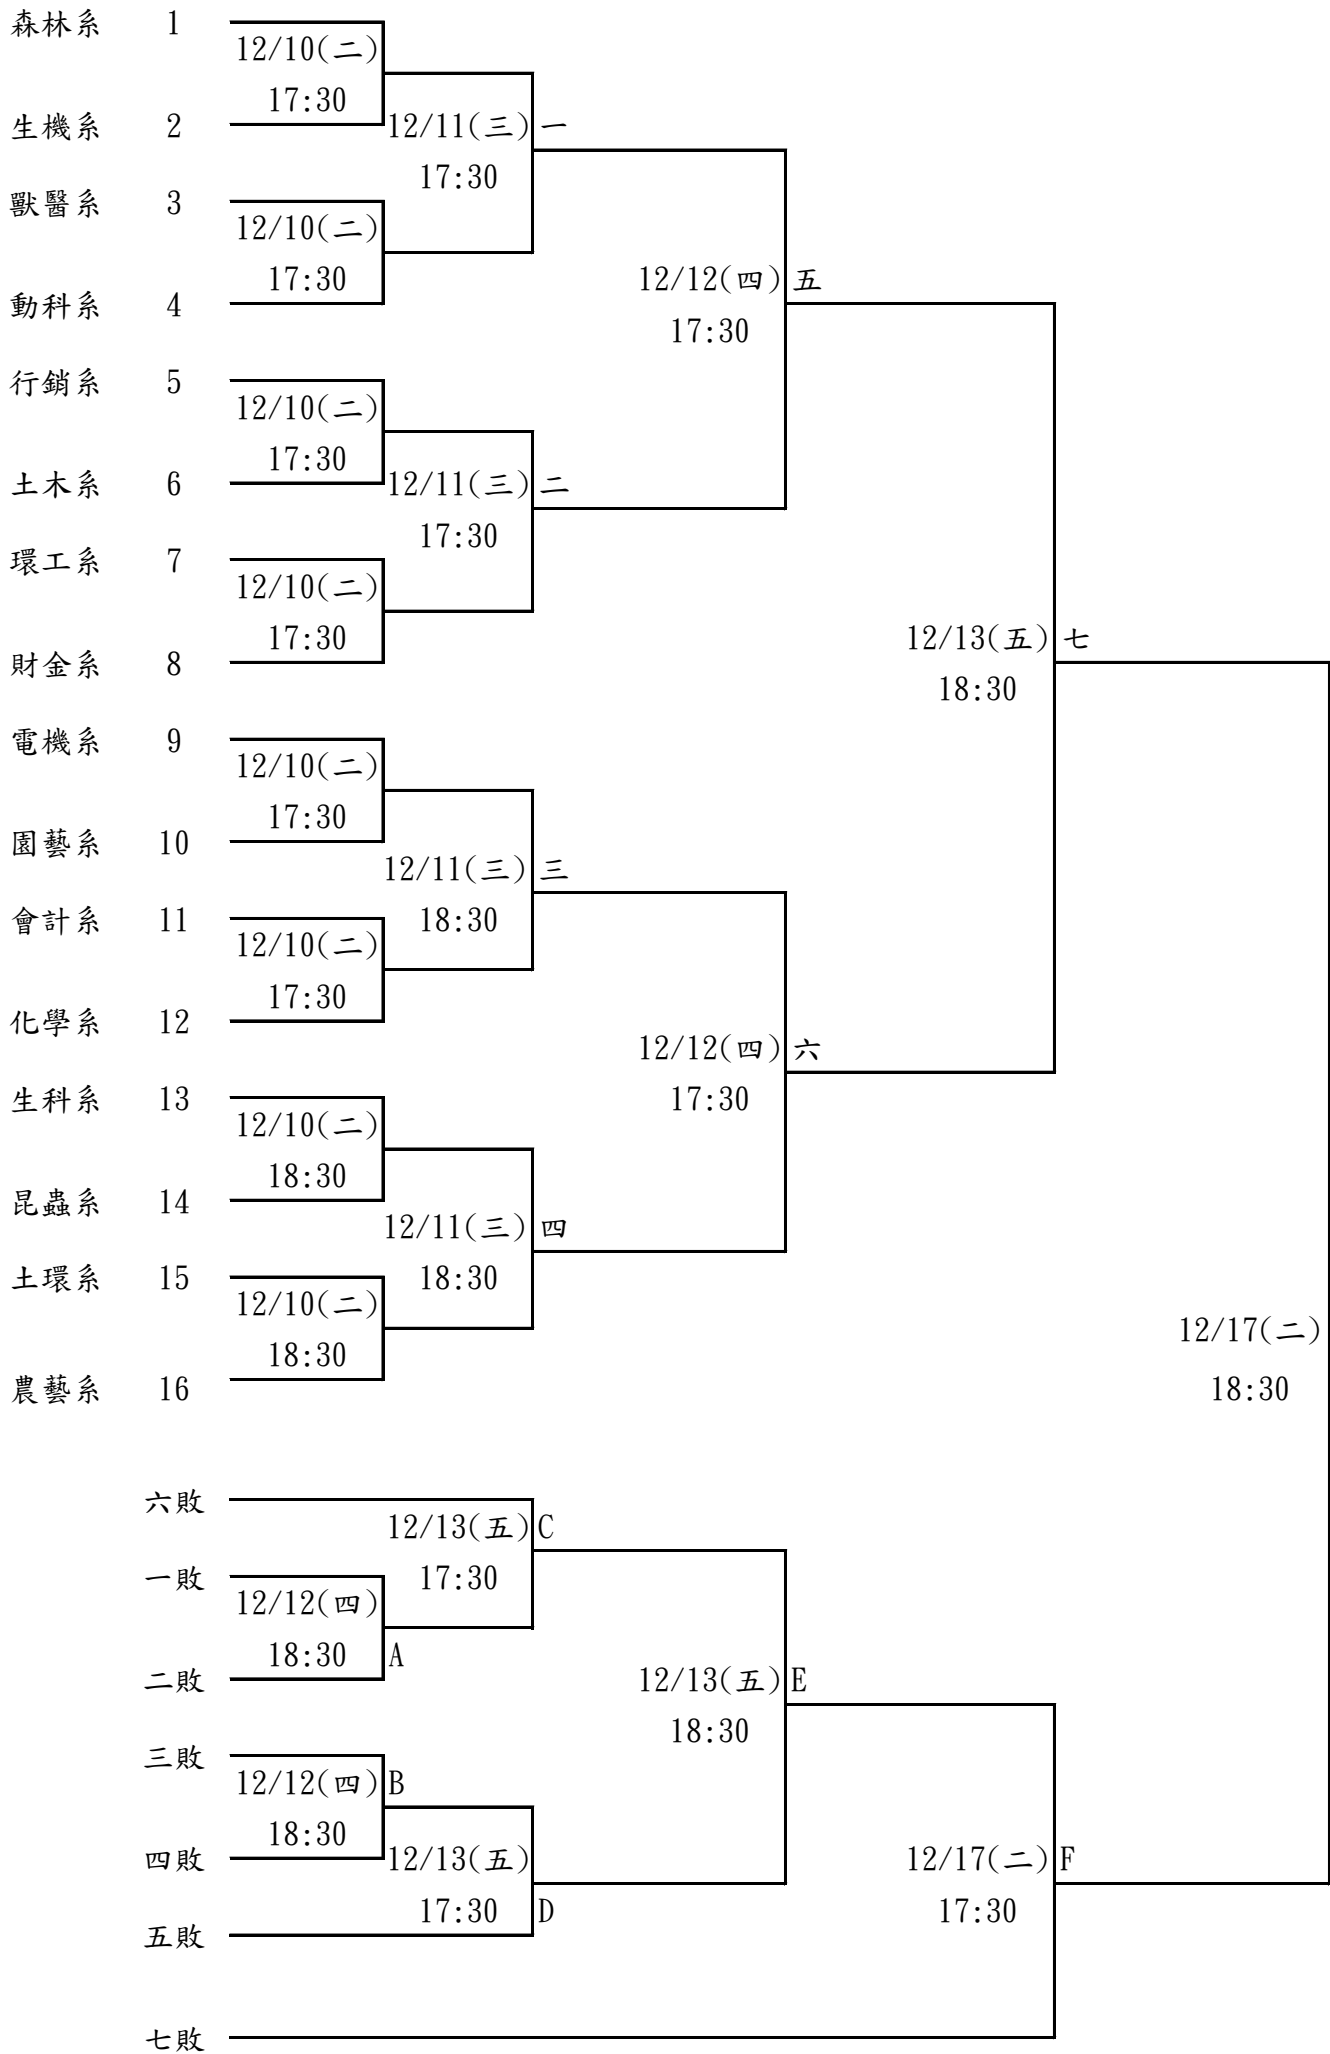 森林系 1
12/10(二)
17:30
生機系 2
12/11(三) 一
17:30
獸醫系 3
12/10(二)
17:30
動科系 4
12/12(四) 五
17:30
行銷系 5
12/10(二)
17:30
土木系 6
12/11(三) 二
17:30
環工系 7
12/10(二)
17:30
財金系 8
12/13(五) 七
18:30
電機系 9
12/10(二)
17:30
園藝系 10
12/11(三) 三
18:30
會計系 11
12/10(二)
17:30
化學系 12
12/12(四) 六
17:30
生科系 13
12/10(二)
18:30
昆蟲系 14
12/11(三) 四
18:30
土環系 15
12/10(二)
18:30
農藝系 16
12/17(二)
18:30
六敗
12/13(五) C
17:30
一敗
12/12(四)
18:30 A
二敗
12/13(五) E
18:30
三敗
12/12(四) B
18:30
四敗
12/13(五)
17:30 D
12/17(二) F
17:30
五敗
七敗